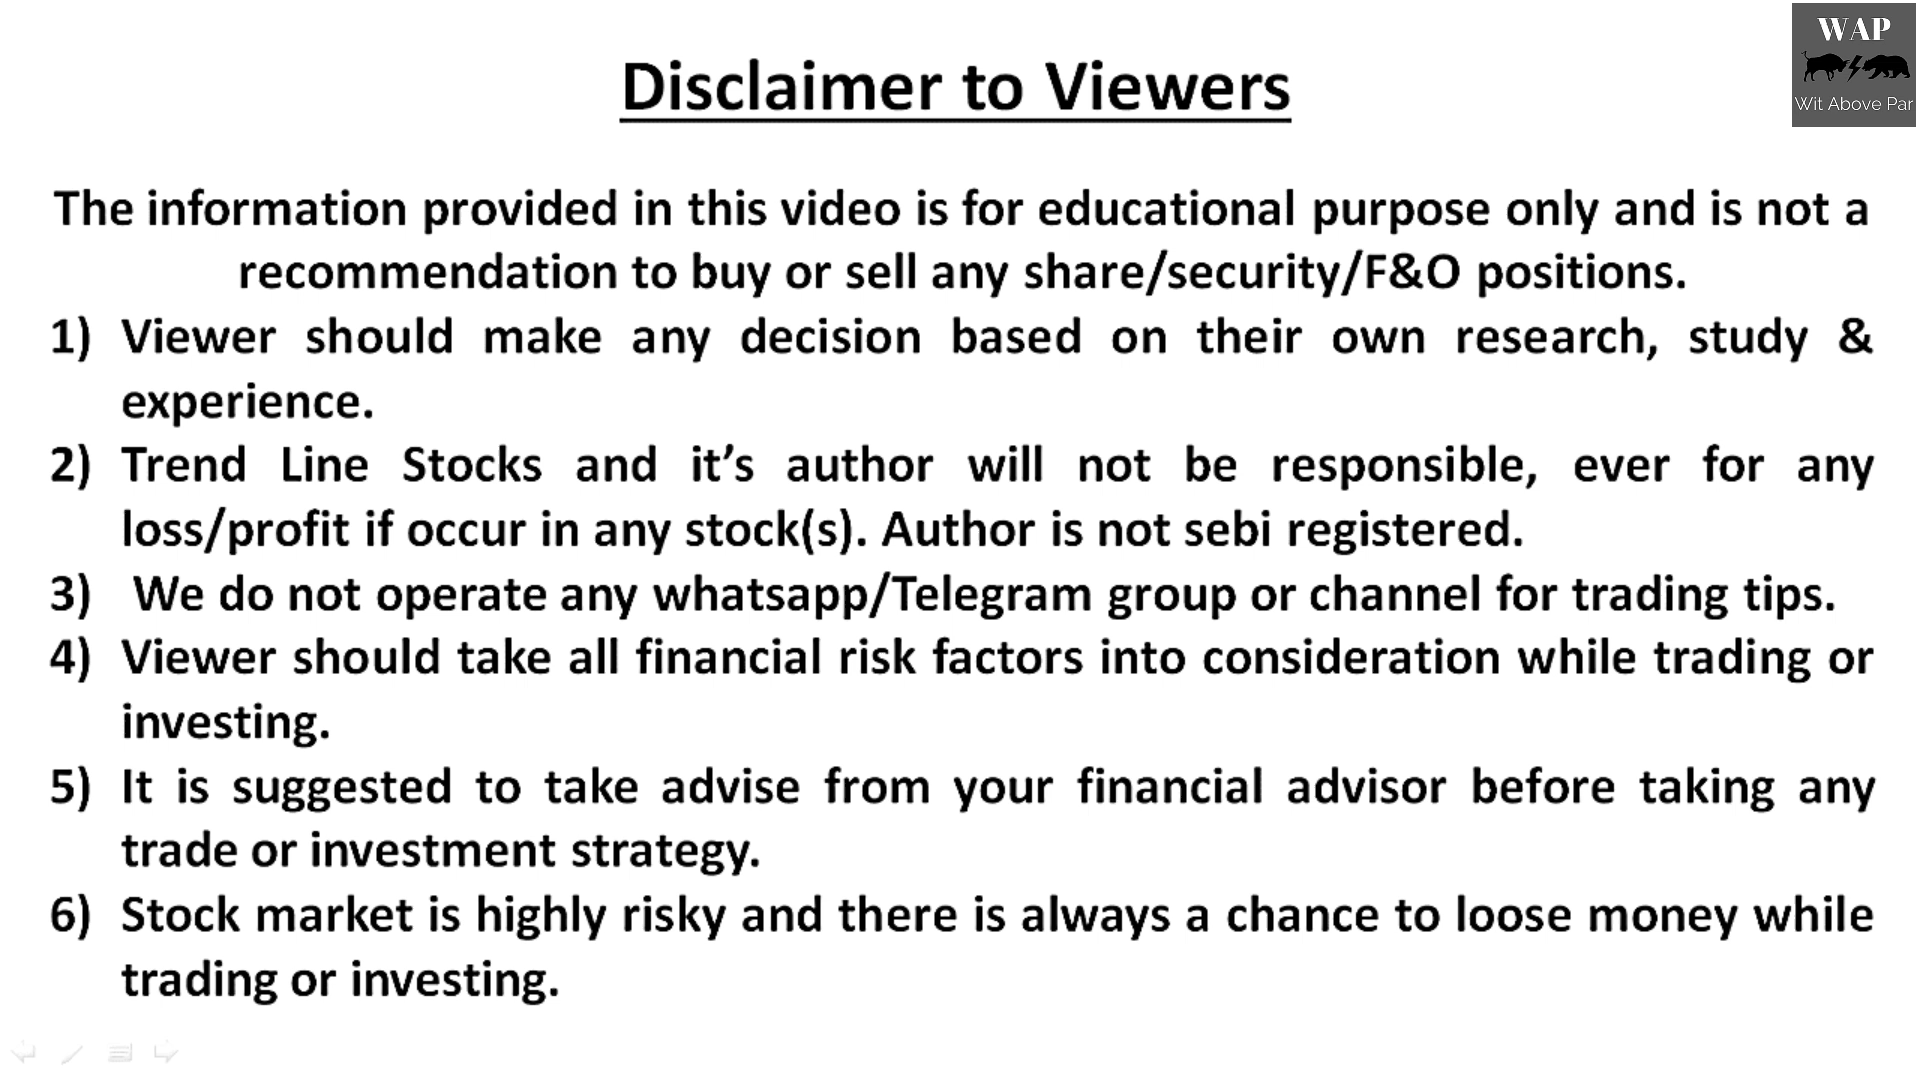 WAP
Wit Above Par
Disclaimer to Viewers
The information provided in this video is for educational purpose only and is not a
recommendation to buy or sell any share/security/F&O positions.
1) Viewer should make any decision based on their own research, study &
experience.
2) Trend Line Stocks and it’s author will not be responsible, ever for any
loss/profit if occur in any stock(s). Author is not sebi registered.
3) We do not operate any whatsapp/Telegram group or channel for trading tips.
4) Viewer should take all financial risk factors into consideration while trading or
investing.
5) It is suggested to take advise from your financial advisor before taking any
trade or investment strategy.
6) Stock market is highly risky and there is always a chance to loose money while
trading or investing.